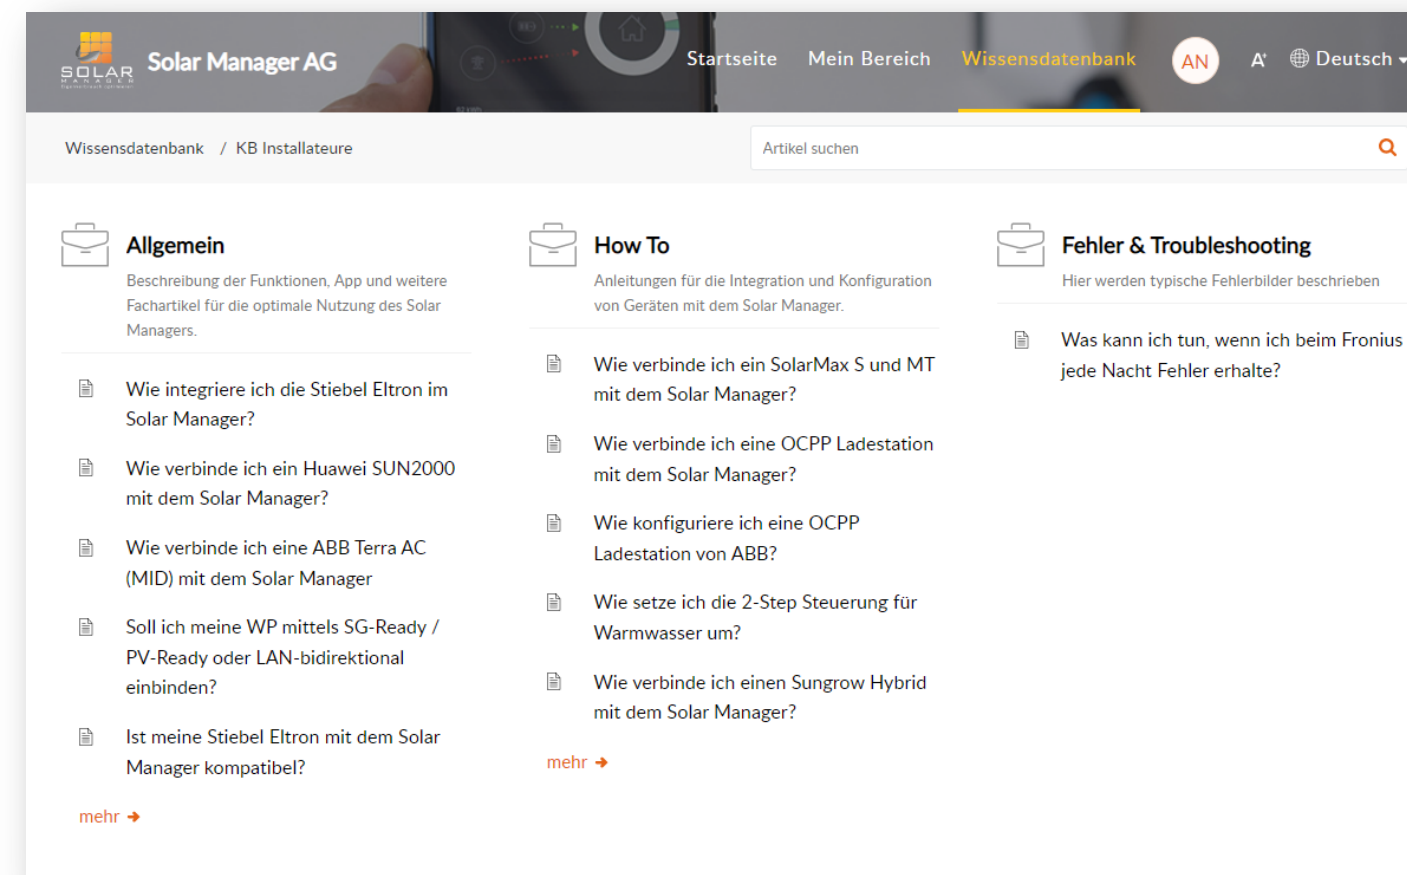 SOLAR
MANAGER
Solar Manager AG
Startseite
Mein Bereich
Wissensdatenbank
AN
A+
Deutsch
Wissensdatenbank / KB Installateure
Artikel suchen
Allgemein
Beschreibung der Funktionen, App und weitere
Fachartikel für die optimale Nutzung des Solar
Managers.
Wie integriere ich die Stiebel Eltron im
Solar Manager?
Wie verbinde ich ein Huawei SUN2000
mit dem Solar Manager?
Wie verbinde ich eine ABB Terra AC
(MID) mit dem Solar Manager
Soll ich meine WP mittels SG-Ready /
PV-Ready oder LAN-bidirektional
einbinden?
Ist meine Stiebel Eltron mit dem Solar
Manager kompatibel?
mehr
How To
Anleitungen für die Integration und Konfiguration
von Geräten mit dem Solar Manager.
Wie verbinde ich ein SolarMax S und MT
mit dem Solar Manager?
Wie verbinde ich eine OCPP Ladestation
mit dem Solar Manager?
Wie konfiguriere ich eine OCPP
Ladestation von ABB?
Wie setze ich die 2-Step Steuerung für
Warmwasser um?
Wie verbinde ich einen Sungrow Hybrid
mit dem Solar Manager?
mehr
Fehler & Troubleshooting
Hier werden typische Fehlerbilder beschrieben
Was kann ich tun, wenn ich beim Fronius
jede Nacht Fehler erhalte?